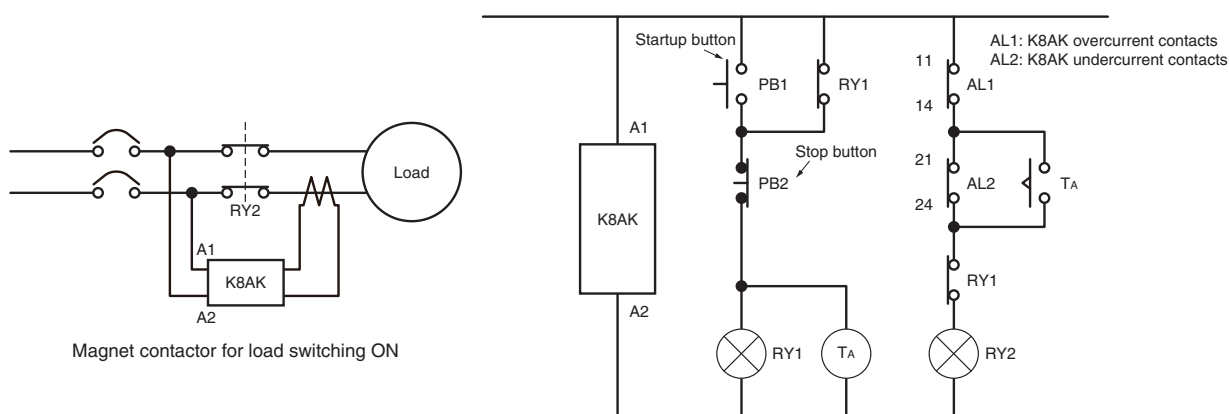 RY2
Load
A1
K8AK
A2
Magnet contactor for load switching ON
A1
K8AK
A2
Startup button
PB1
RY1
Stop button
PB2
RY1
TA
AL1: K8AK overcurrent contacts
AL2: K8AK undercurrent contacts
11
AL1
14
21
AL2
TA
24
RY1
RY2